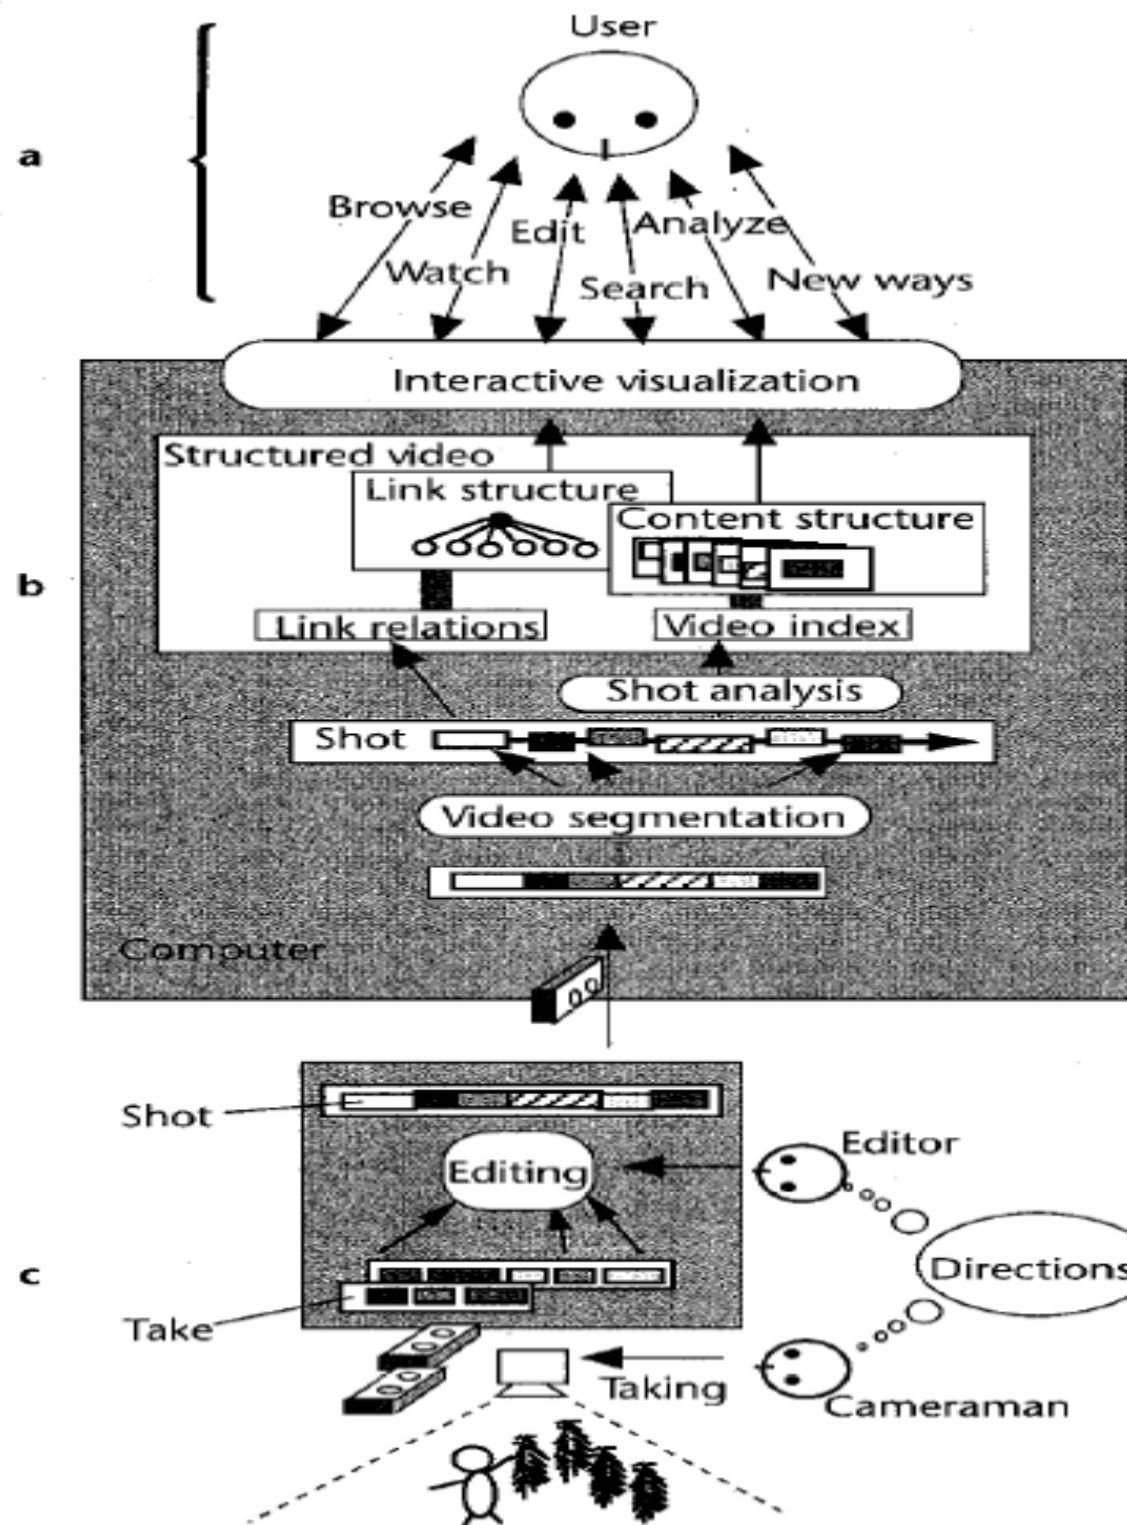 User
a
Browse
Edit
Analyze
Watch
Search
New ways
Interactive visualization
Structured video
Link structure
Content structure
b
Link relations
Video index
Shot analysis
Shot
Video segmentation
Computer
Shot
Editing
Editor
c
Directions
Take
Taking
Cameraman